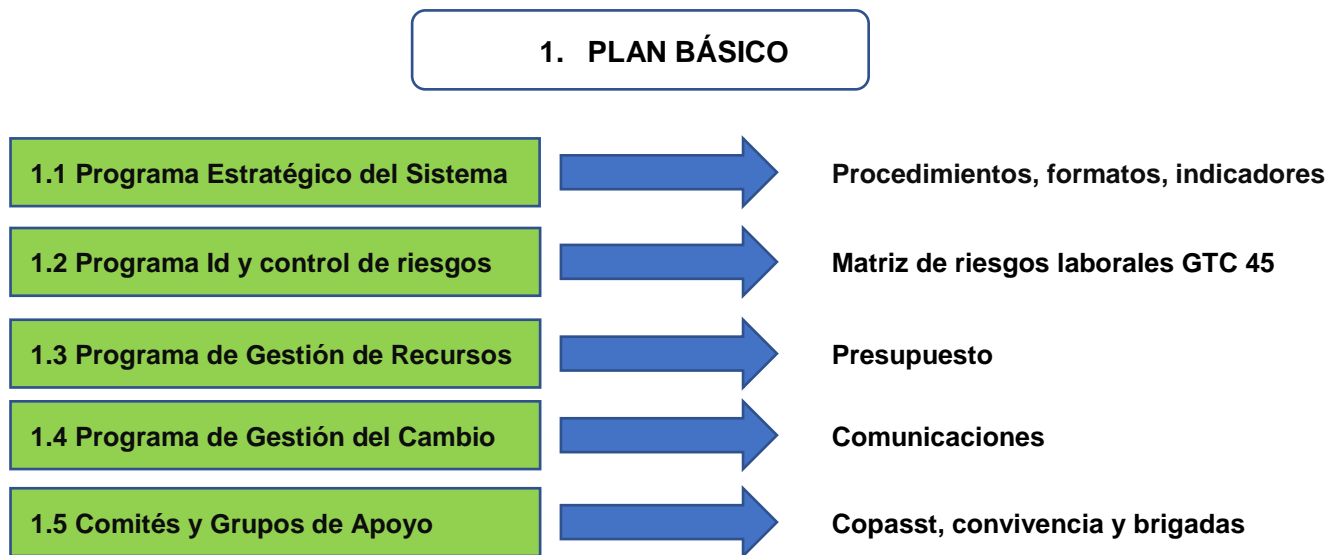 1. PLAN BÁSICO
1.1 Programa Estratégico del Sistema
Procedimientos, formatos, indicadores
1.2 Programa Id y control de riesgos
Matriz de riesgos laborales GTC 45
1.3 Programa de Gestión de Recursos
Presupuesto
1.4 Programa de Gestión del Cambio
Comunicaciones
1.5 Comités y Grupos de Apoyo
Copasst, convivencia y brigadas